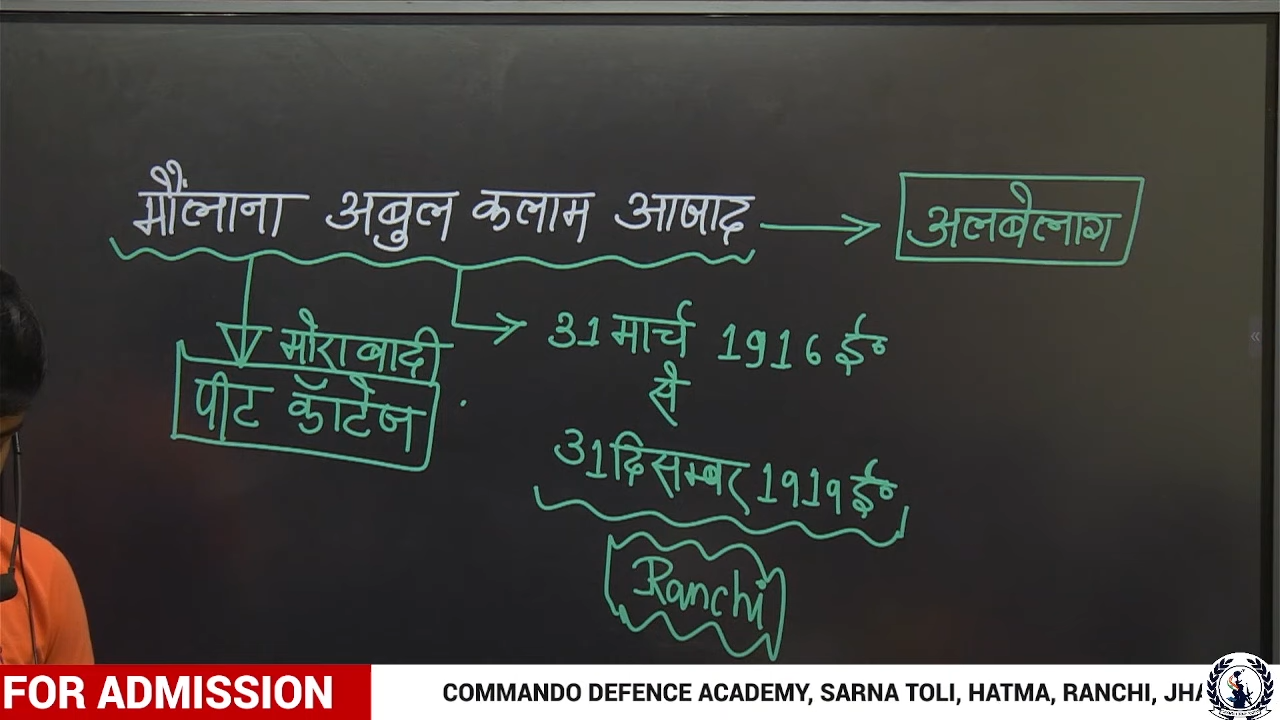 मौंलाना अबुल कलाम आजाद → अलबेलाग
मोराबादी
पीट कॅाटेज
31 मार्च 1916 ई०
से
31 दिसम्बर 1919 ई०
Ranchi
FOR ADMISSION
COMMANDO DEFENCE ACADEMY, SARNA TOLI, HATMA, RANCHI, JHA